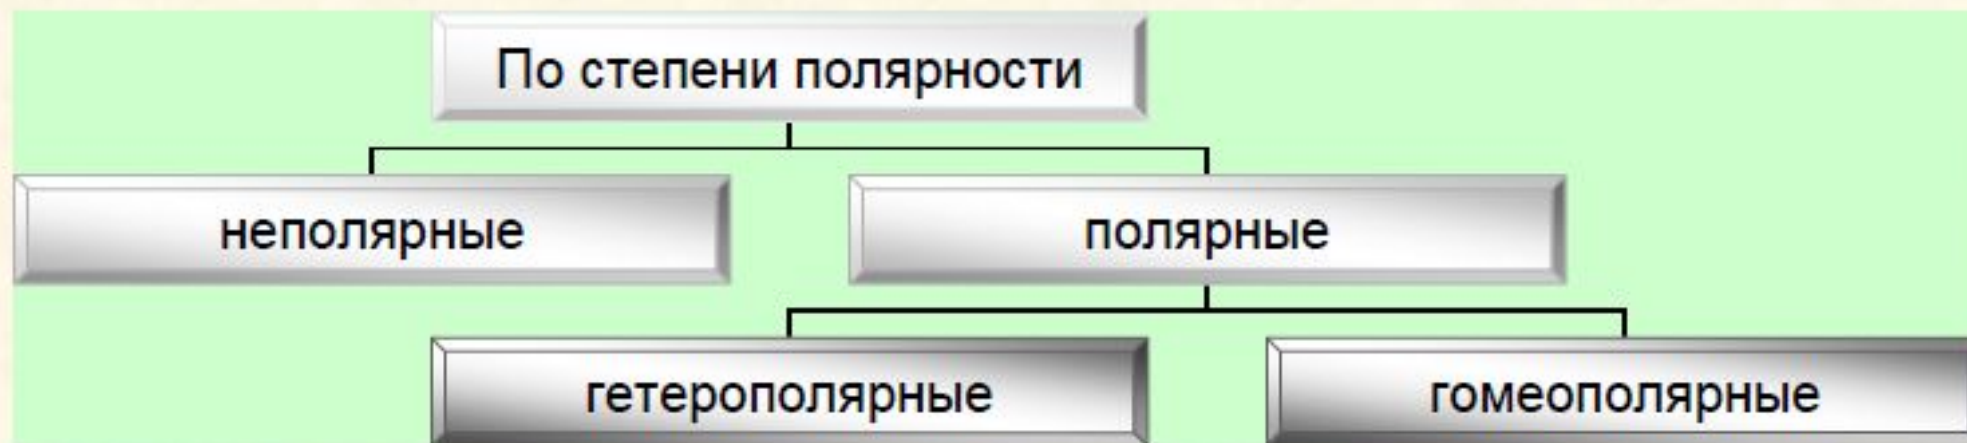 По степени полярности
неполярные
полярные
гетерополярные
гомеополярные